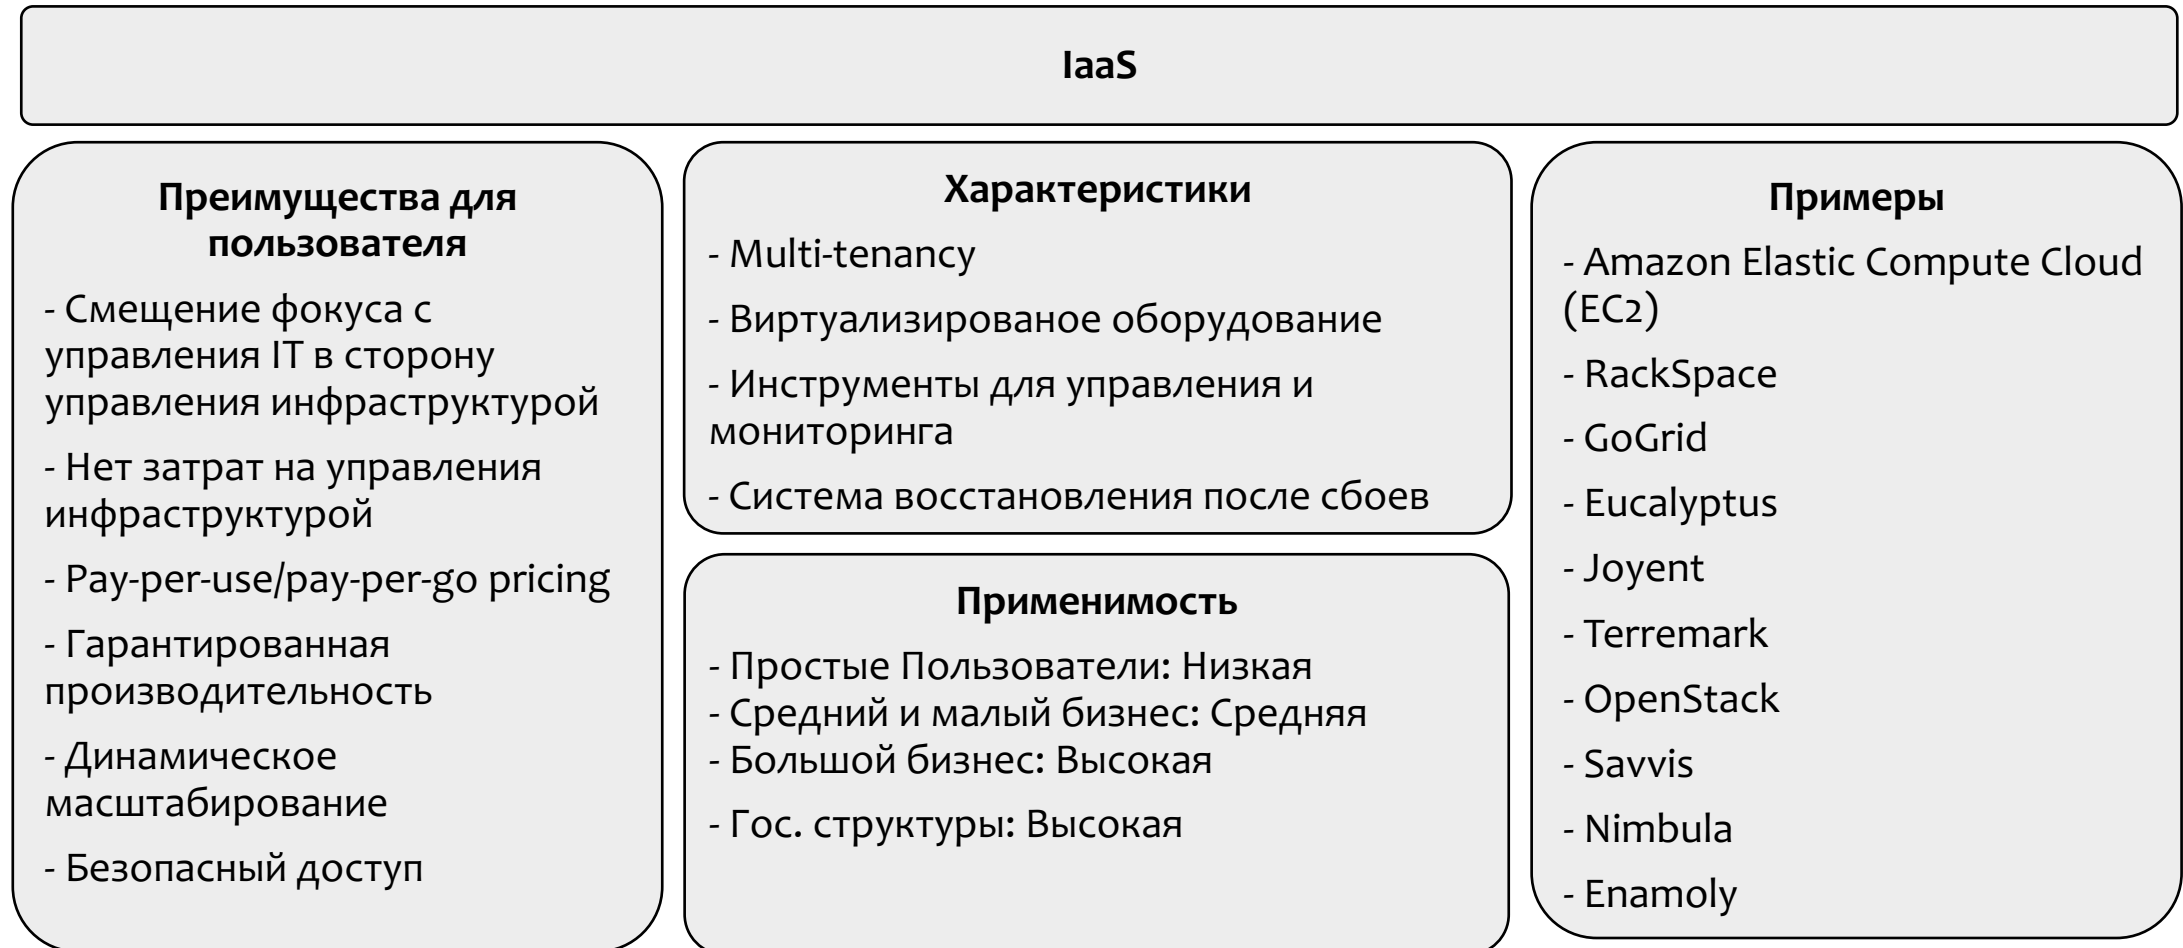 IaaS
Преимущества для
пользователя
- Смещение фокуса с
управления IT в сторону
управления инфраструктурой
- Нет затрат на управления
инфраструктурой
- Pay-per-use/pay-per-go pricing
- Гарантированная
производительность
- Динамическое
масштабирование
- Безопасный доступ
Характеристики
- Multi-tenancy
- Виртуализированое оборудование
- Инструменты для управления и
мониторинга
- Система восстановления после сбоев
Применимость
- Простые Пользователи: Низкая
- Средний и малый бизнес: Средняя
- Большой бизнес: Высокая
- Гос. структуры: Высокая
Примеры
- Amazon Elastic Compute Cloud
(EC2)
- RackSpace
- GoGrid
- Eucalyptus
- Joyent
- Terremark
- OpenStack
- Savvis
- Nimbula
- Enamoly